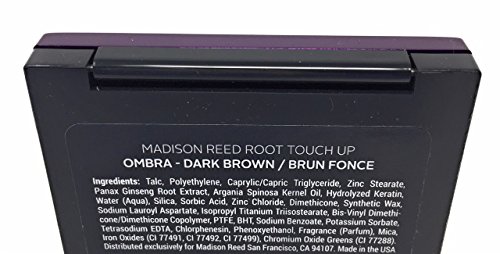 MADISON REED ROOT TOUCH UP
OMBRA - DARK BROWN / BRUN FONCE
Ingredients: Talc, Polyethylene, Caprylic/Capric Triglyceride, Zinc Stearate,
Panax Ginseng Root Extract, Argania Spinosa Kernel Oil, Hydrolyzed Keratin,
Water (Aqua), Silica, Sorbic Acid, Zinc Chloride, Dimethicone, Synthetic Wax,
Sodium Lauroyl Aspartate, Isopropyl Titanium Triisostearate, Bis-Vinyl Dimethi-
cone/Dimethicone Copolymer, PTFE, BHT, Sodium Benzoate, Potassium Sorbate,
Tetrasodium EDTA, Chlorphenesin, Phenoxyethanol, Fragrance (Parfum), Mica,
Iron Oxides (CI 77491, CI 77492, CI 77499), Chromium Oxide Greens (CI 77288).
Distributed exclusively for Madison Reed San Francisco, CA 94107. Made in the USA